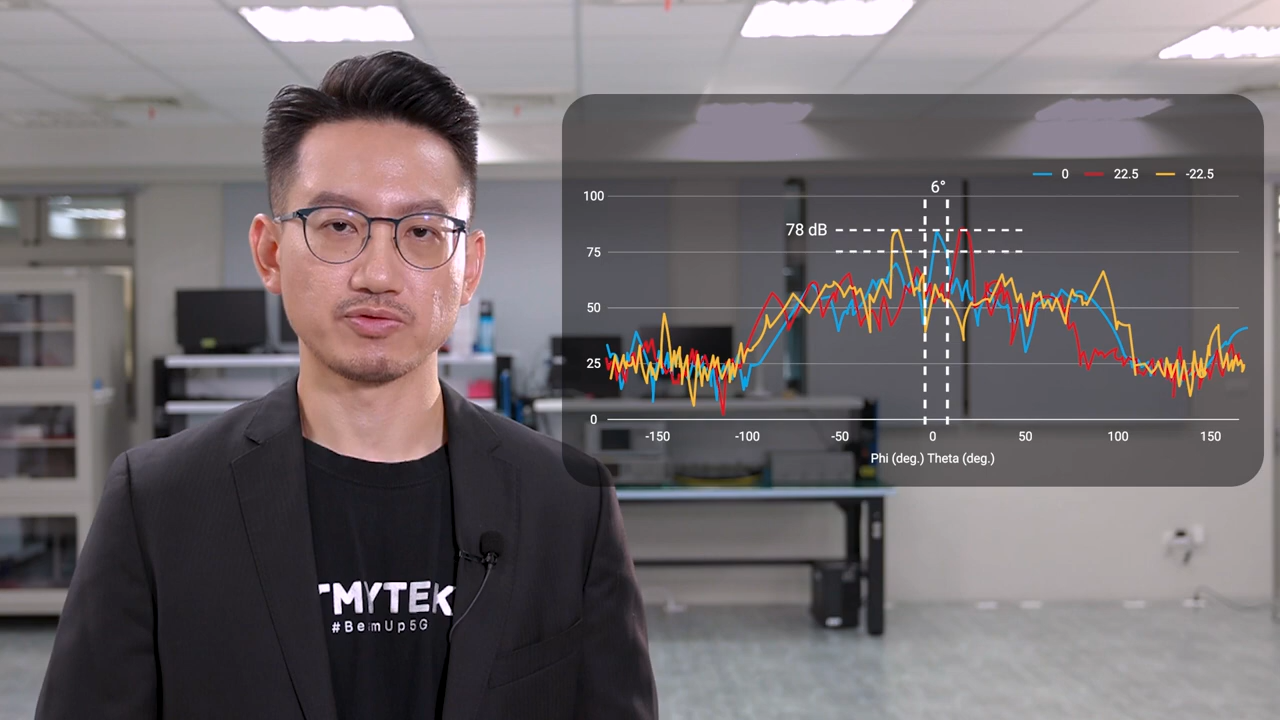 0 22.5 -22.5
6°
100
78 dB
75
50
25
0
-150 -100 -50 0 50 100 150
Phi (deg.) Theta (deg.)
TMYTEK
#BeamUp5G